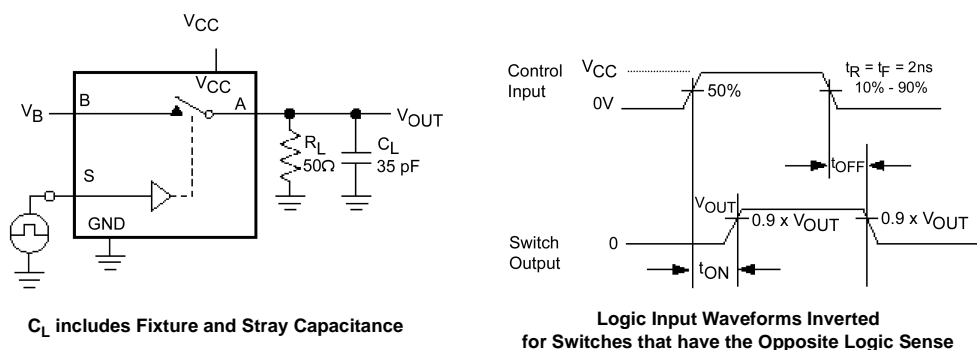 VCC
VCC
VB
B
A
VOUT
RL
50Ω
CL
35 pF
S
GND
CL includes Fixture and Stray Capacitance
Control
Input
VCC
0V
50%
tR = tF = 2ns
10% - 90%
tOFF
VOUT
0.9 x VOUT
0.9 x VOUT
Switch
Output
0
tON
Logic Input Waveforms Inverted
for Switches that have the Opposite Logic Sense